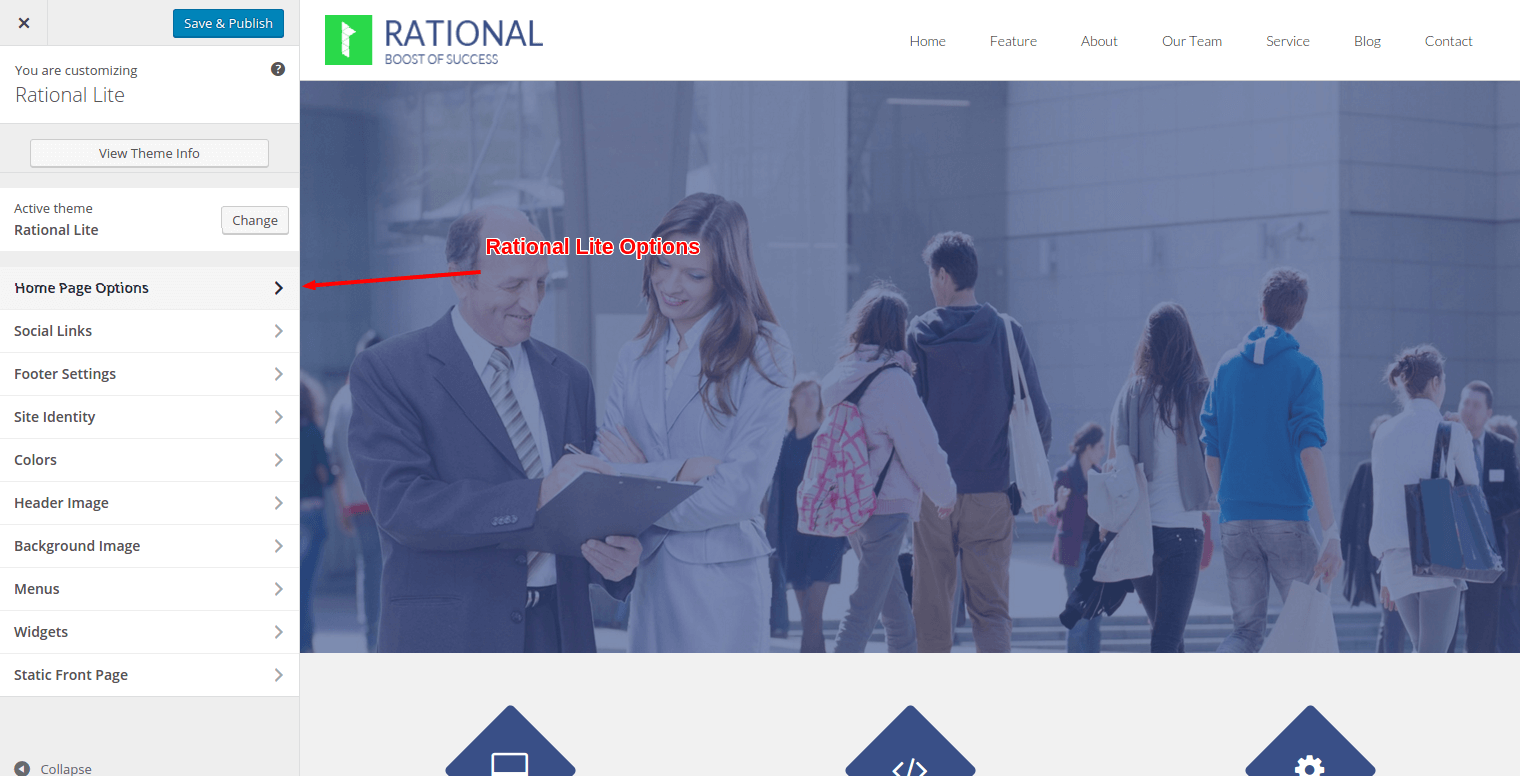 Save & Publish
You are customizing
Rational Lite
View Theme Info
Active theme
Rational Lite
Change
Home Page Options
Social Links
Footer Settings
Site Identity
Colors
Header Image
Background Image
Menus
Widgets
Static Front Page
Collapse
RATIONAL
BOOST OF SUCCESS
Home Feature About Our Team Service Blog Contact
Rational Lite Options